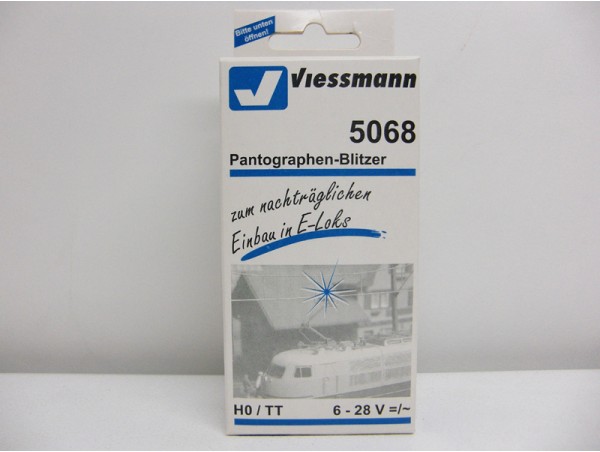 Bitte unten
öffnen!
Viessmann
5068
Pantographen-Blitzer
zum nachträglichen
Einbau in E-Loks
H0 / TT 6 - 28 V =/~